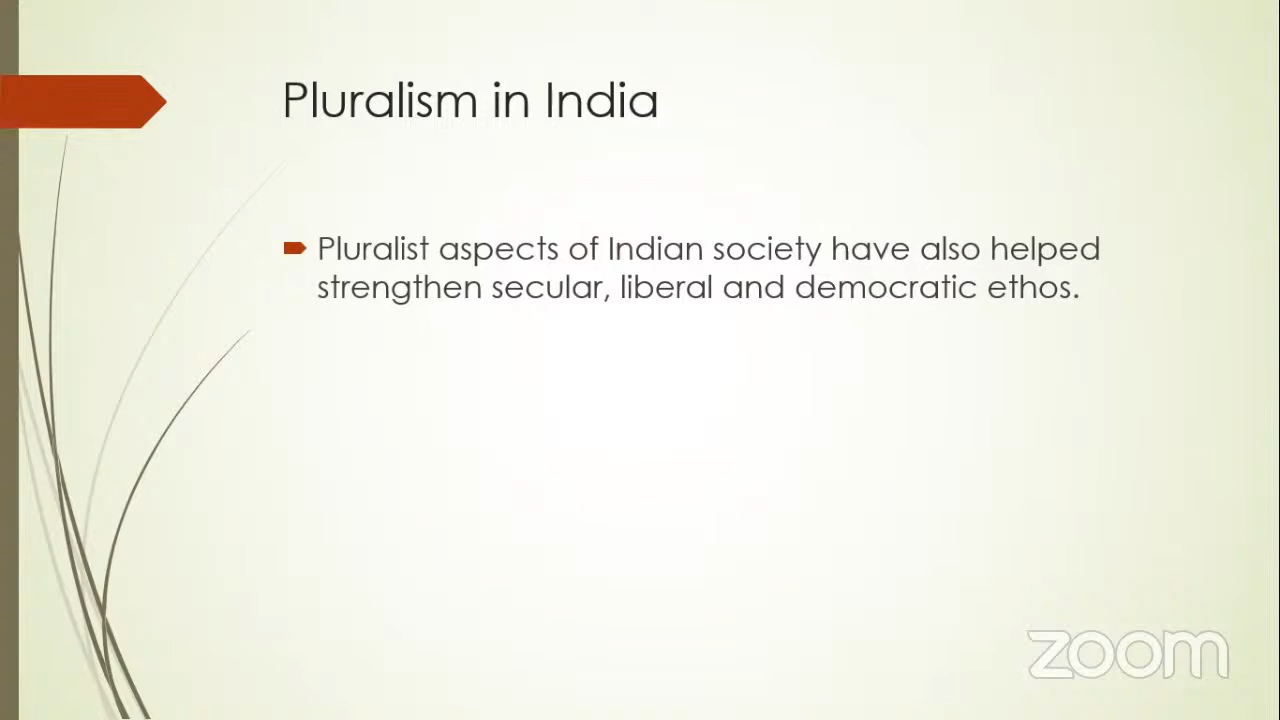 Pluralism in India
Pluralist aspects of Indian society have also helped
strengthen secular, liberal and democratic ethos.
zoom